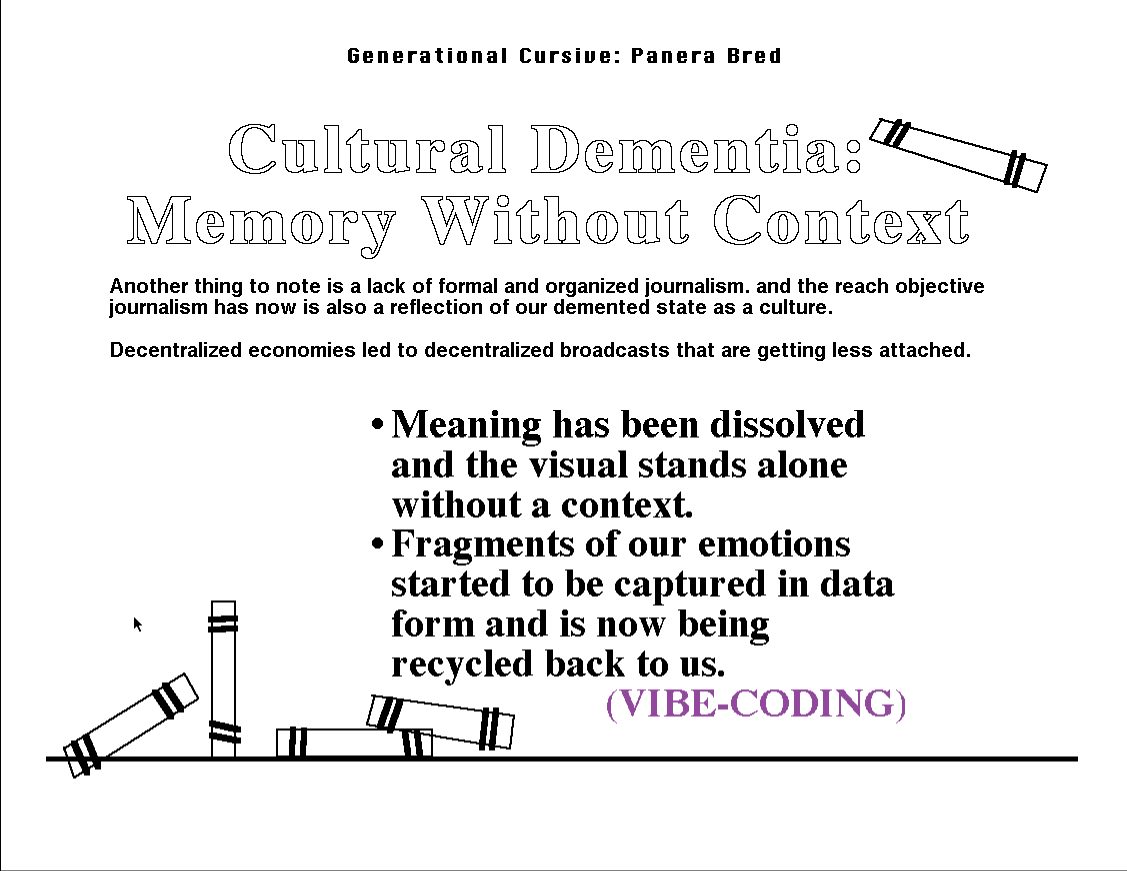 Generational Cursive: Panera Bred
Cultural Dementia:
Memory Without Context
Another thing to note is a lack of formal and organized journalism. and the reach objective
journalism has now is also a reflection of our demented state as a culture.
Decentralized economies led to decentralized broadcasts that are getting less attached.
• Meaning has been dissolved
and the visual stands alone
without a context.
• Fragments of our emotions
started to be captured in data
form and is now being
recycled back to us.
(VIBE-CODING)